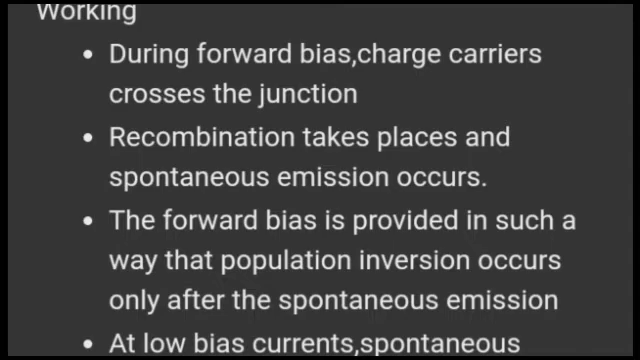 Working
• During forward bias,charge carriers
crosses the junction
• Recombination takes places and
spontaneous emission occurs.
• The forward bias is provided in such a
way that population inversion occurs
only after the spontaneous emission
• At low bias currents,spontaneous